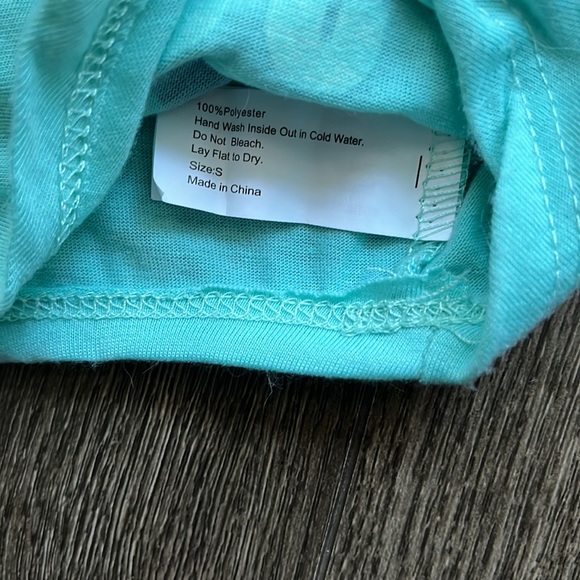 100%Polyester
Hand Wash Inside Out in Cold Water.
Do Not Bleach.
Lay Flat to Dry.
Size:S
Made in China